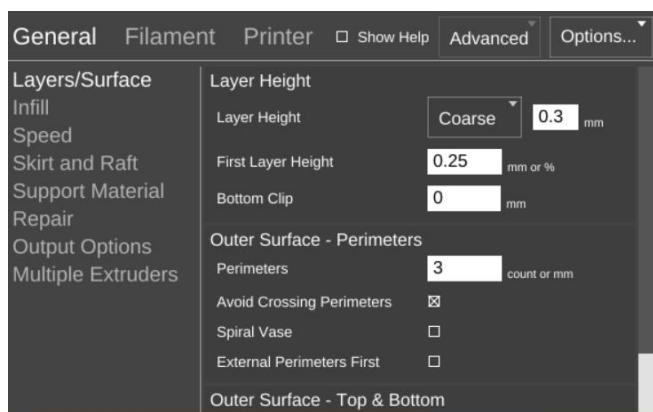 General Filament Printer Show Help Advanced Options...
Layers/Surface
Infill
Speed
Skirt and Raft
Support Material
Repair
Output Options
Multiple Extruders
Layer Height
Layer Height Coarse 0.3 mm
First Layer Height 0.25 mm or %
Bottom Clip 0 mm
Outer Surface - Perimeters
Perimeters 3 count or mm
Avoid Crossing Perimeters
Spiral Vase
External Perimeters First
Outer Surface - Top & Bottom